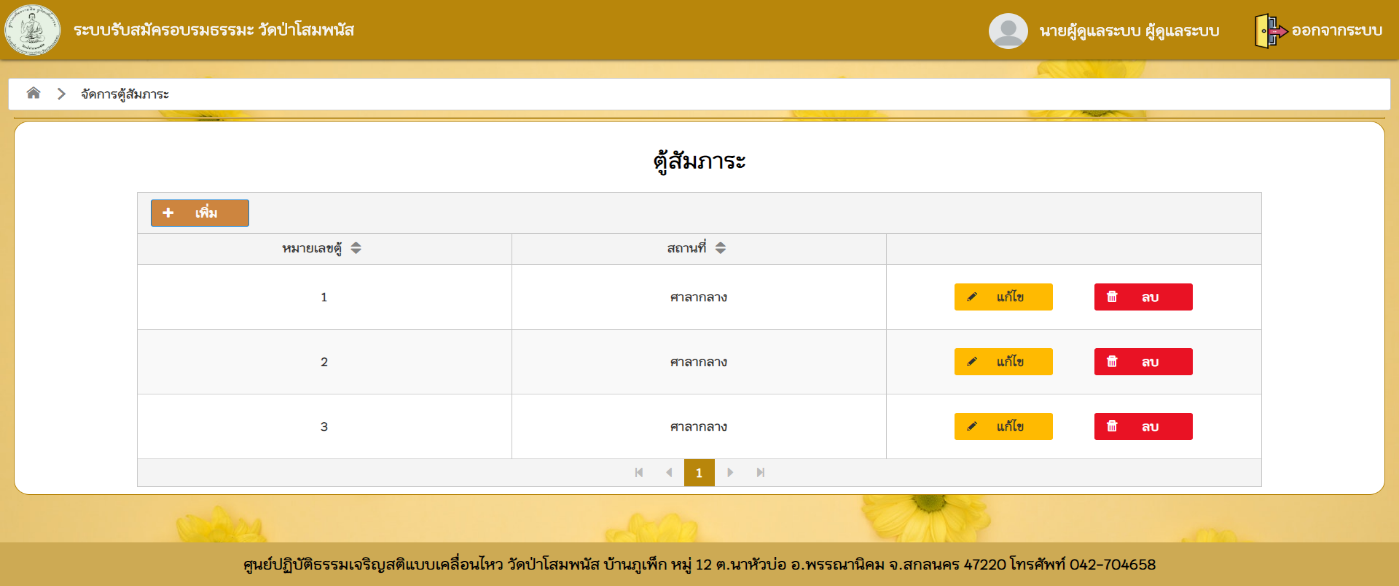 ระบบรับสมัครอบรมธรรมะ วัดป่าโสมพนัส
นายผู้ดูแลระบบ ผู้ดูแลระบบ
ออกจากระบบ
จัดการตู้สัมภาระ
ตู้สัมภาระ
เพิ่ม
หมายเลขตู้ สถานที่
1 ศาลากลาง แก้ไข ลบ
2 ศาลากลาง แก้ไข ลบ
3 ศาลากลาง แก้ไข ลบ
1
ศูนย์ปฏิบัติธรรมเจริญสติแบบเคลื่อนไหว วัดป่าโสมพนัส บ้านภูเพ็ก หมู่ 12 ต.นาหัวบ่อ อ.พรรณานิคม จ.สกลนคร 47220 โทรศัพท์ 042-704658